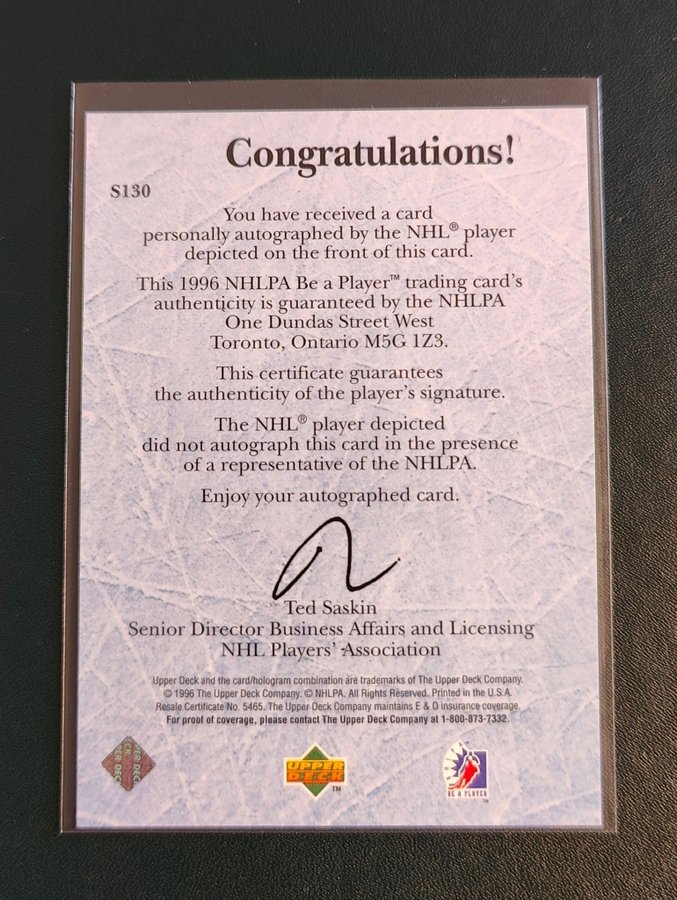 Congratulations!
S130
You have received a card
personally autographed by the NHL® player
depicted on the front of this card.
This 1996 NHLPA Be a Player™ trading card's
authenticity is guaranteed by the NHLPA
One Dundas Street West
Toronto, Ontario M5G 1Z3.
This certificate guarantees
the authenticity of the player's signature.
The NHL® player depicted
did not autograph this card in the presence
of a representative of the NHLPA.
Enjoy your autographed card.
Ted Saskin
Senior Director Business Affairs and Licensing
NHL Players' Association
Upper Deck and the card/hologram combination are trademarks of The Upper Deck Company.
© 1996 The Upper Deck Company. © NHLPA. All Rights Reserved. Printed in the U.S.A.
Resale Certificate No. 5465. The Upper Deck Company maintains E & O insurance coverage.
For proof of coverage, please contact The Upper Deck Company at 1-800-873-7332.
UPPER
DECK
TM
BE A PLAYER
TM